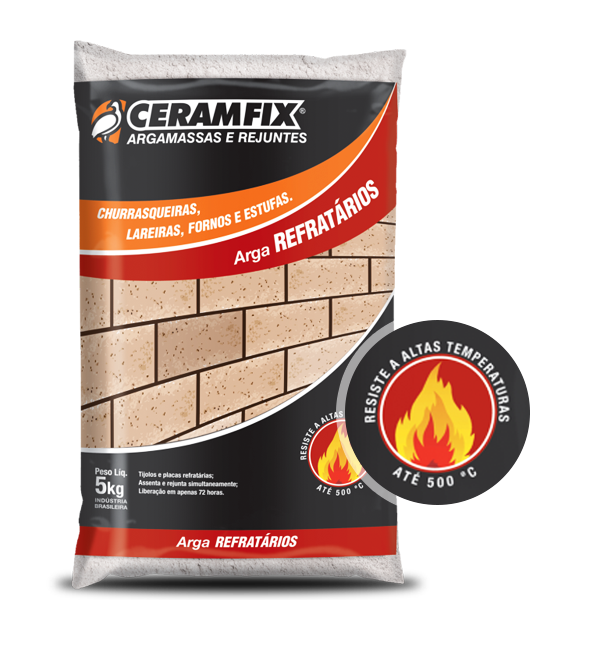 CERAMFIX®
ARGAMASSAS E REJUNTES
CHURRASQUEIRAS,
LAREIRAS, FORNOS E ESTUFAS.
Arga REFRATÁRIOS
RESISTE A ALTAS
ATÉ 500 °C
RESISTE A ALTAS TEMPERATURAS
ATÉ 500 °C
Peso Líq.
5kg
INDÚSTRIA
BRASILEIRA
Tijolos e placas refratárias;
Assenta e rejunta simultaneamente;
Liberação em apenas 72 horas.
Arga REFRATÁRIOS